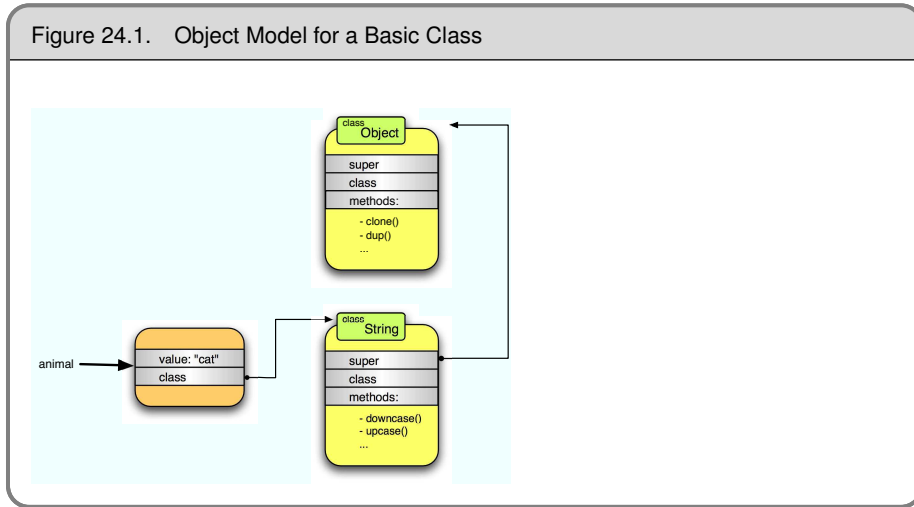 Figure 24.1. Object Model for a Basic Class
class
Object
super
class
methods:
- clone()
- dup()
...
animal
value: "cat"
class
class
String
super
class
methods:
- downcase()
- upcase()
...